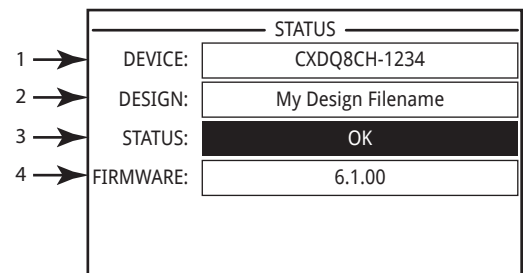 STATUS
1 DEVICE: CXDQ8CH-1234
2 DESIGN: My Design Filename
3 STATUS: OK
4 FIRMWARE: 6.1.00